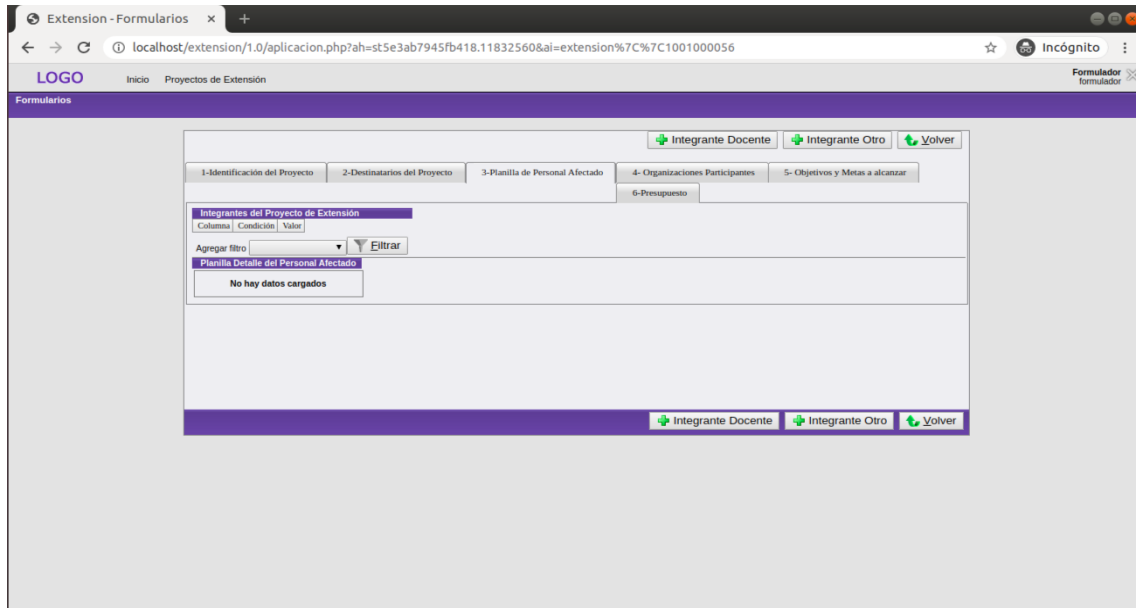 Extension - Formularios
localhost/extension/1.0/aplicacion.php?ah=st5e3ab7945fb418.11832560&ai=extension%7C%7C1001000056
Incógnito
LOGO Inicio Proyectos de Extensión Formulador
formulador
Formularios
Integrante Docente Integrante Otro Volver
1-Identificación del Proyecto 2-Destinatarios del Proyecto 3-Planilla de Personal Afectado 4- Organizaciones Participantes 5- Objetivos y Metas a alcanzar
6-Presupuesto
Integrantes del Proyecto de Extensión
Columna Condición Valor
Agregar filtro Filtrar
Planilla Detalle del Personal Afectado
No hay datos cargados
Integrante Docente Integrante Otro Volver